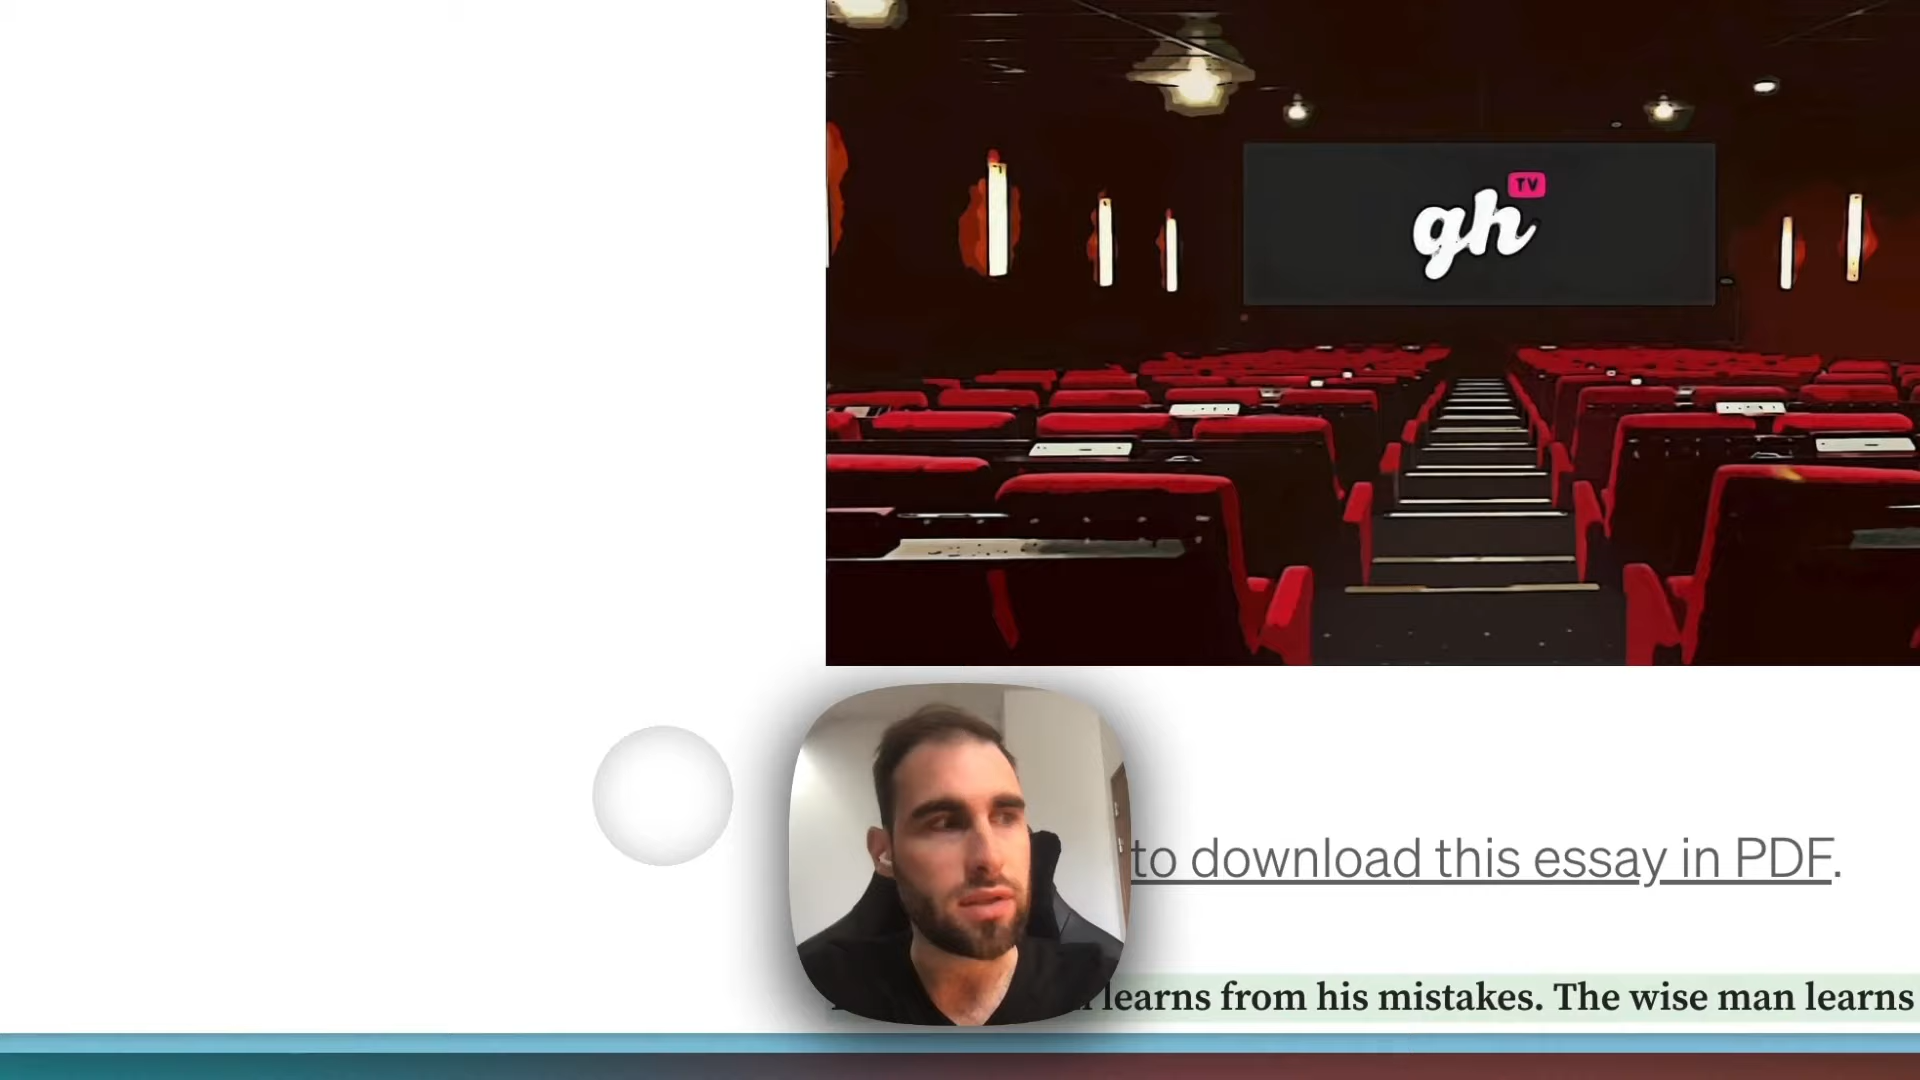 TV
gh
to download this essay in PDF.
learns from his mistakes. The wise man learns